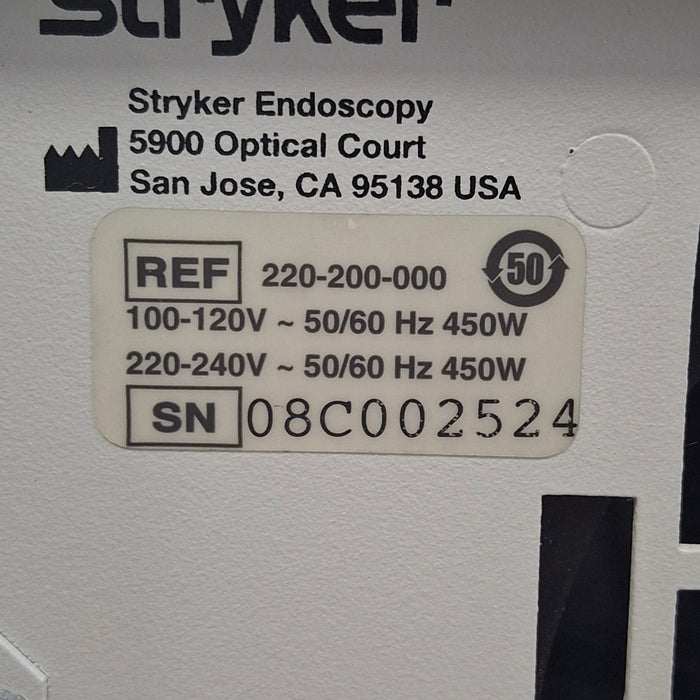 Stryker
Stryker Endoscopy
5900 Optical Court
San Jose, CA 95138 USA
REF 220-200-000 50
100-120V ~ 50/60 Hz 450W
220-240V ~ 50/60 Hz 450W
SN 08C002524